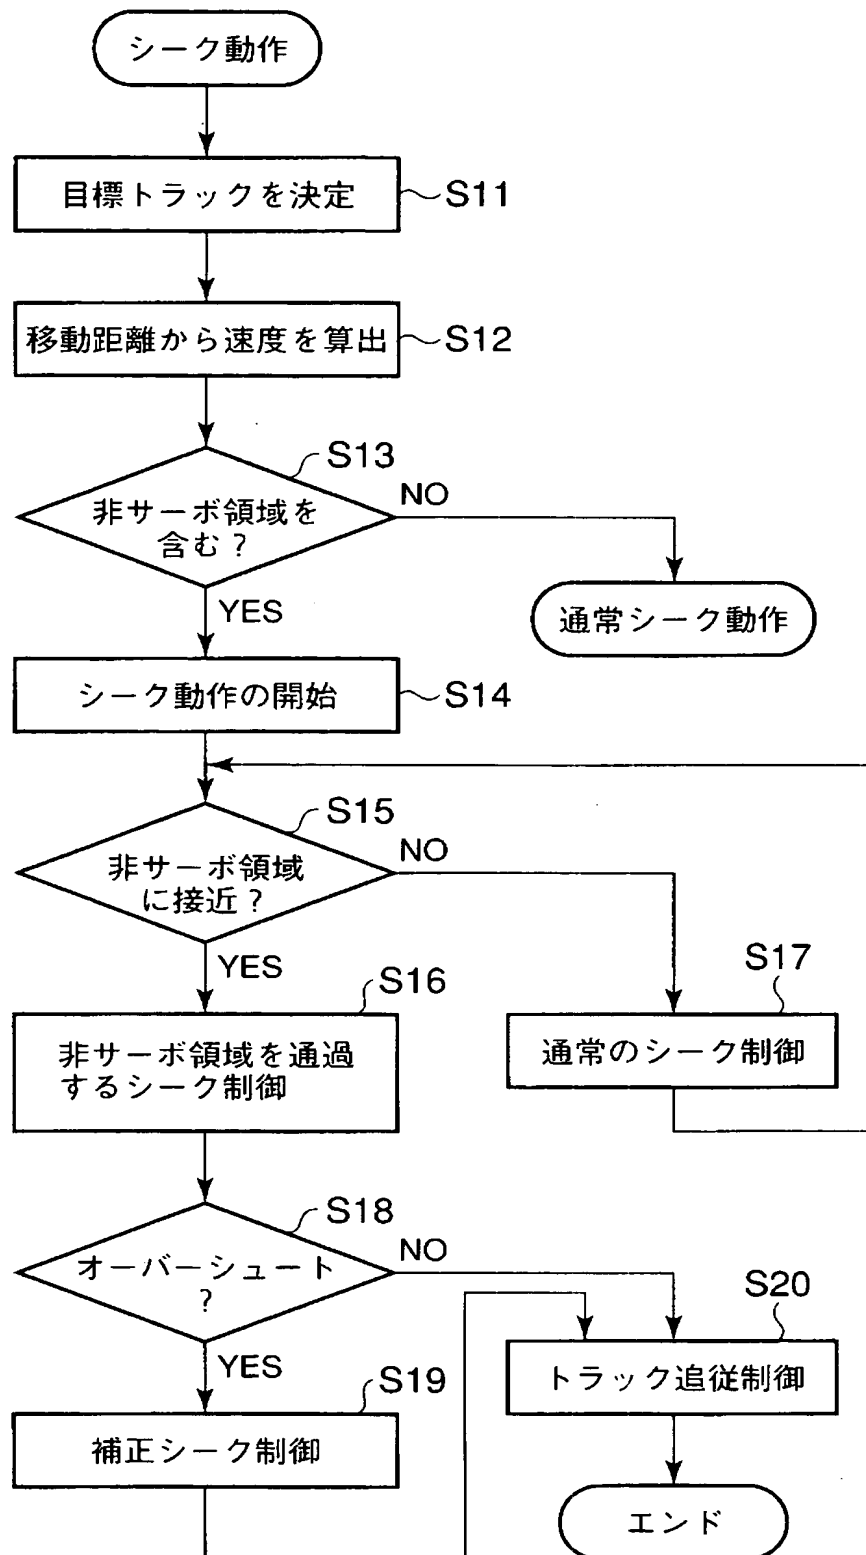 シーク動作
目標トラックを決定
S11
移動距離から速度を算出
S12
S13
非サーボ領域を
含む？
NO
YES
通常シーク動作
シーク動作の開始
S14
S15
非サーボ領域
に接近？
NO
YES
S16
非サーボ領域を通過
するシーク制御
S17
通常のシーク制御
S18
オーバーシュート
？
NO
YES
S20
トラック追従制御
S19
補正シーク制御
エンド